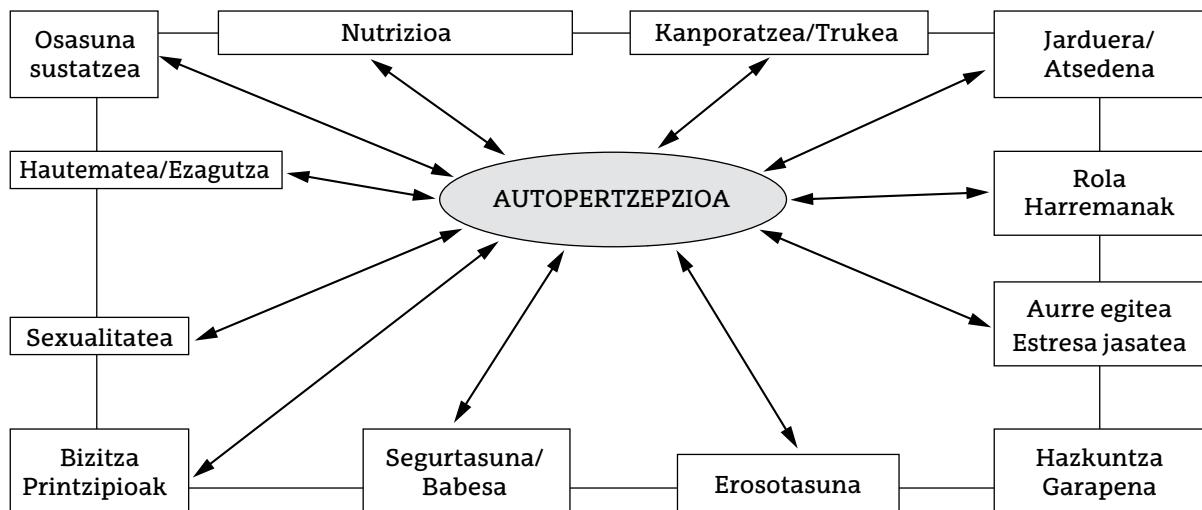 Osasuna
sustatzea
Nutrizioa
Kanporatzea/Trukea
Jarduera/
Atsedena
Hautematea/Ezagutza
AUTOPERTZEPZIOA
Rola
Harremanak
Sexualitatea
Aurre egitea
Estresa jasatea
Bizitza
Printzipioak
Segurtasuna/
Babesa
Erosotasuna
Hazkuntza
Garapena